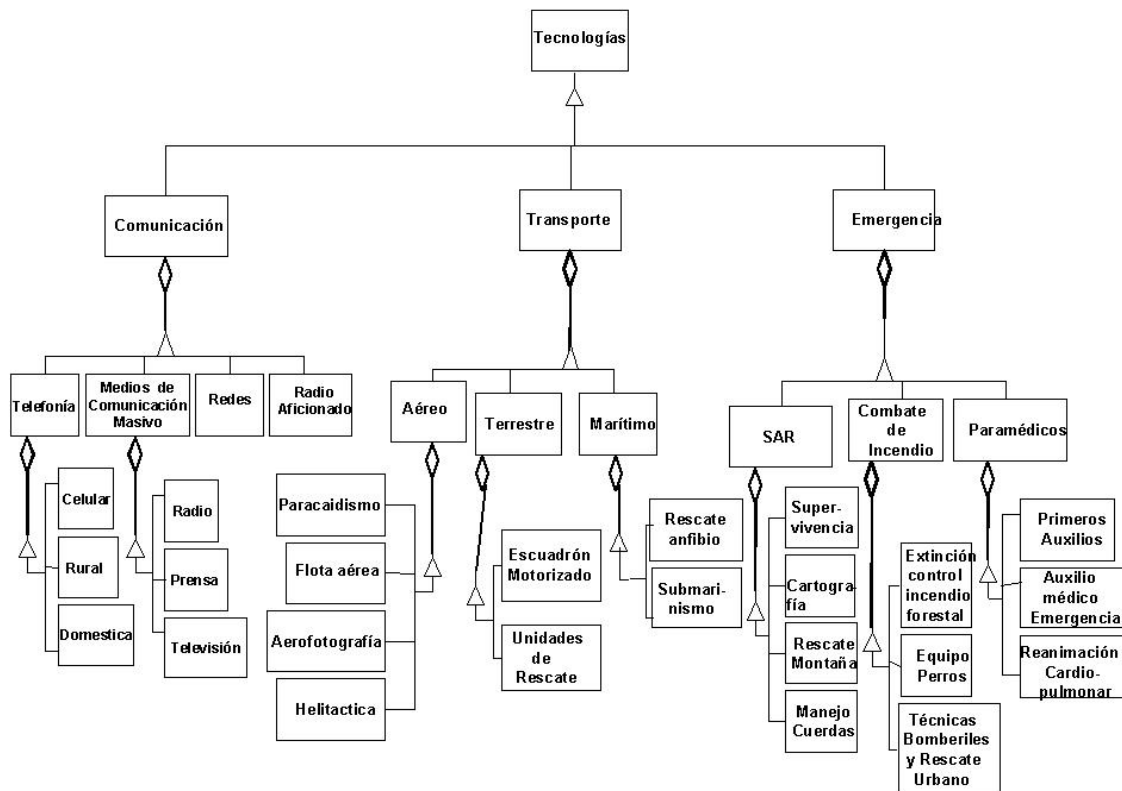 Tecnologías
Comunicación
Transporte
Emergencia
Telefonía
Medios de
Comunicación
Masivo
Redes
Radio
Aficionado
Aéreo
Terrestre
Marítimo
SAR
Combate
de
Incendio
Paramédicos
Celular
Rural
Domestica
Radio
Prensa
Televisión
Paracaidismo
Flota aérea
Aerofotografía
Helitactica
Escuadrón
Motorizado
Unidades
de
Rescate
Rescate
anfibio
Submari-
nismo
Super-
vivencia
Cartogra-
fía
Rescate
Montaña
Manejo
Cuerdas
Extinción
control
incendio
forestal
Equipo
Perros
Técnicas
Bomberiles
y Rescate
Urbano
Primeros
Auxilios
Auxilio
médico
Emergencia
Reanimación
Cardio-
pulmonar